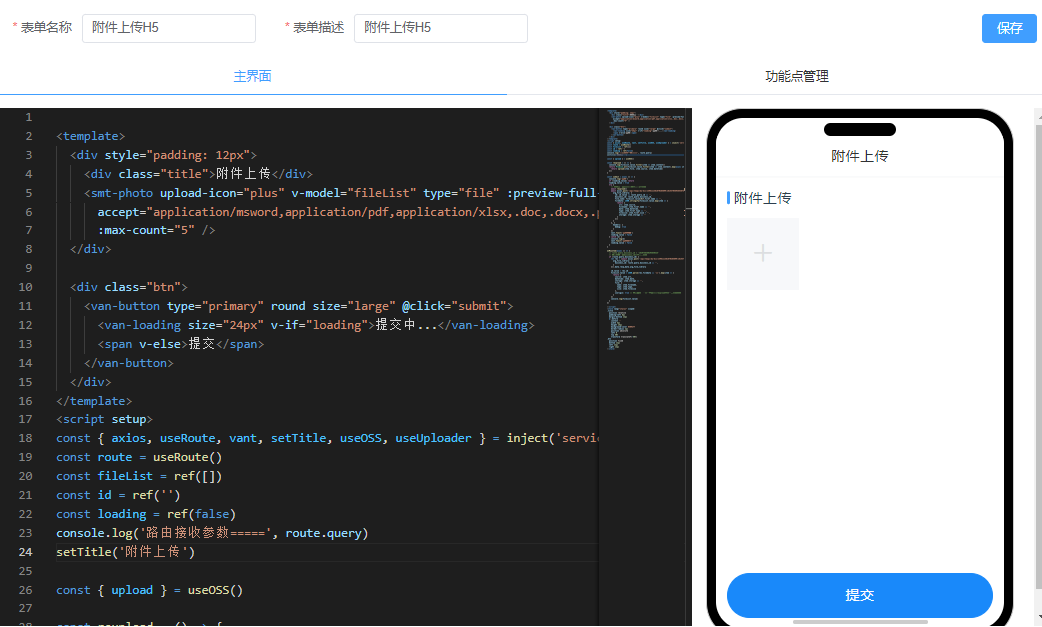 * 表单名称 附件上传H5 * 表单描述 附件上传H5 保存
主界面 功能点管理
1
2 <template>
3 <div style="padding: 12px">
4 <div class="title">附件上传</div>
5 <smt-photo upload-icon="plus" v-model="fileList" type="file" :preview-full-
6 accept="application/msword,application/pdf,application/xlsx,.doc,.docx,.p
7 :max-count="5" />
8 </div>
9
10 <div class="btn">
11 <van-button type="primary" round size="large" @click="submit">
12 <van-loading size="24px" v-if="loading">提交中...</van-loading>
13 <span v-else>提交</span>
14 </van-button>
15 </div>
16 </template>
17 <script setup>
18 const { axios, useRoute, vant, setTitle, useOSS, useUploader } = inject('servic
19 const route = useRoute()
20 const fileList = ref([])
21 const id = ref('')
22 const loading = ref(false)
23 console.log('路由接收参数=====', route.query)
24 setTitle('附件上传')
25
26 const { upload } = useOSS()
27
附件上传
附件上传
提交